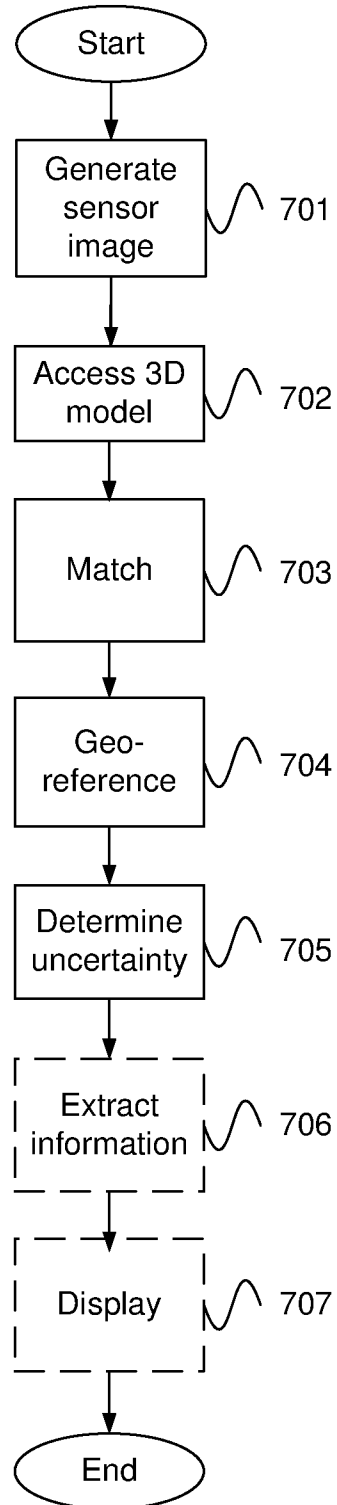 Start
Generate
sensor
image
701
Access 3D
model
702
Match
703
Geo-
reference
704
Determine
uncertainty
705
Extract
information
706
Display
707
End